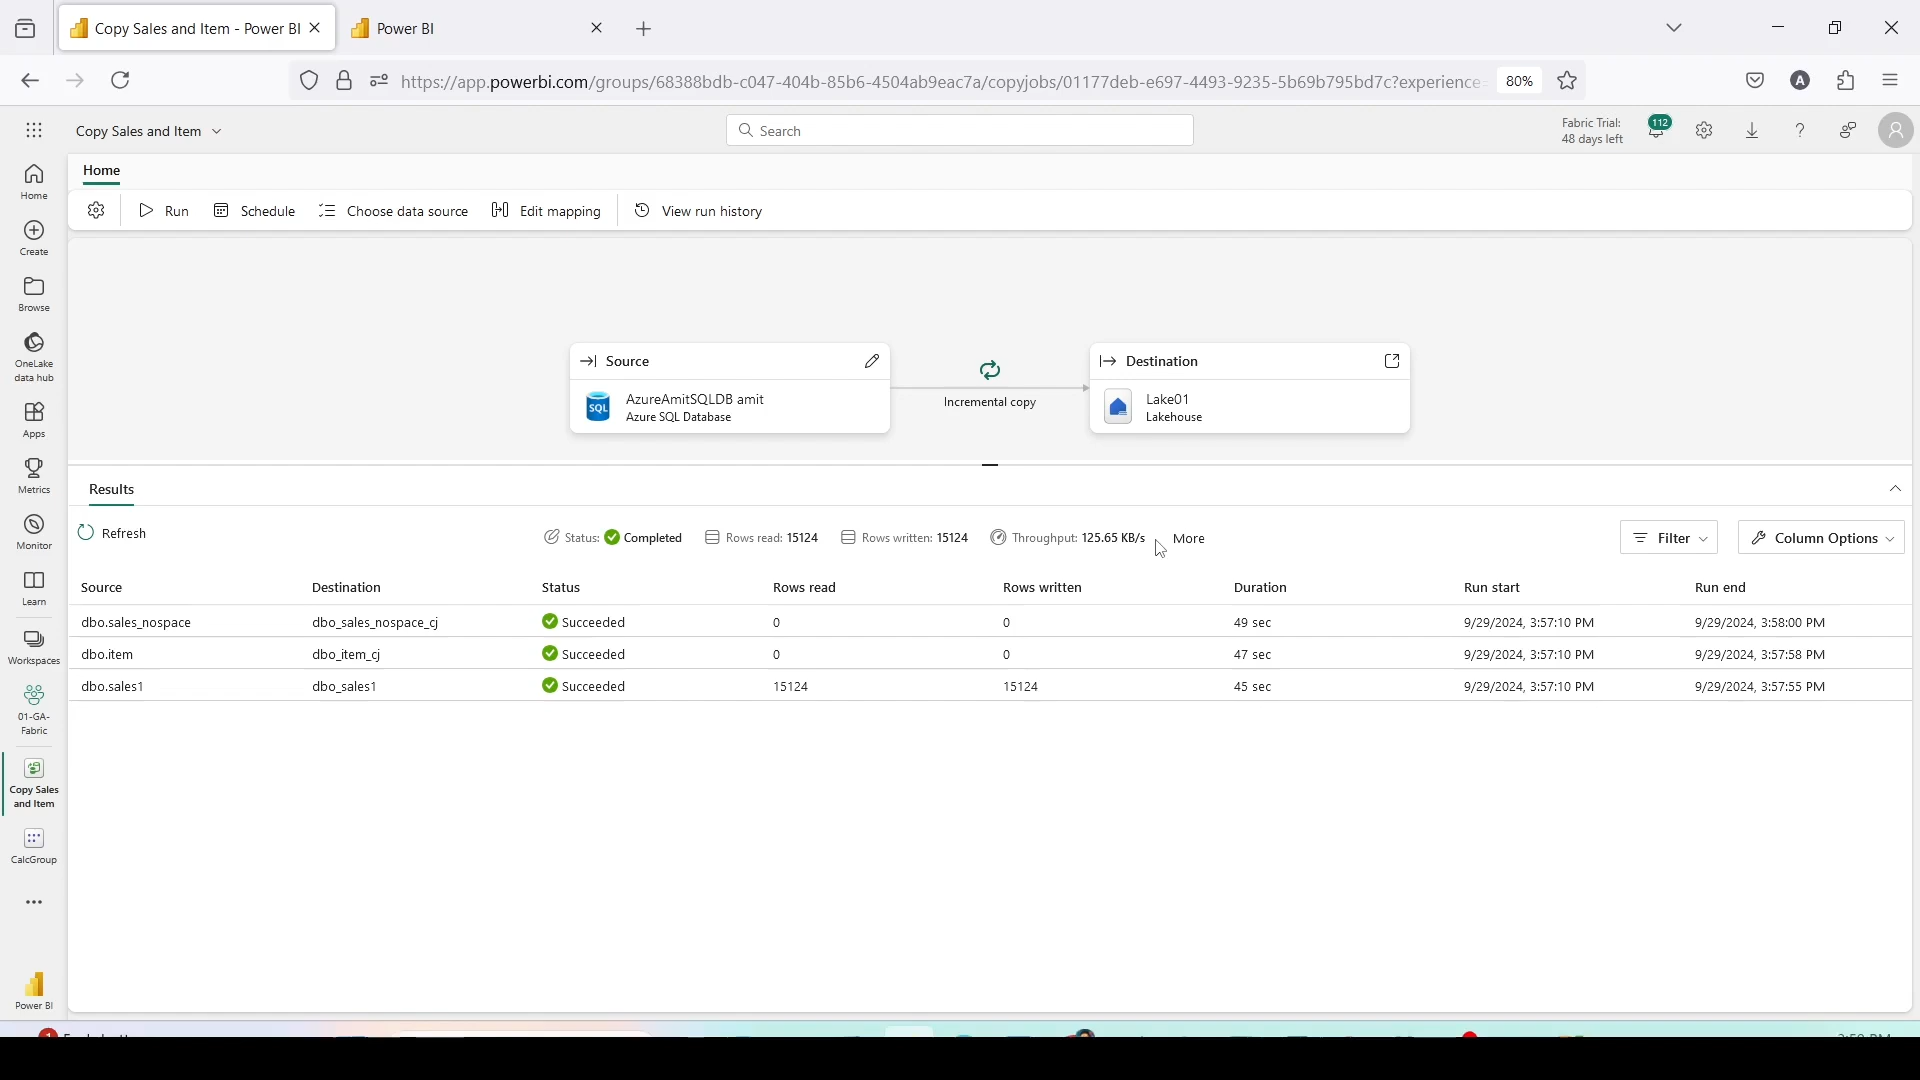 Copy Sales and Item - Power BI
Power BI
https://app.powerbi.com/groups/68388bdb-c047-404b-85b6-4504ab9eac7a/copyjobs/01177deb-e697-4493-9235-5b69b795bd7c?experience=
80%
A
Copy Sales and Item
Search
Fabric Trial:
48 days left
112
Home
Create
Browse
OneLake
data hub
Apps
Metrics
Monitor
Learn
Workspaces
01-GA-
Fabric
Copy Sales
and Item
CalcGroup
Power BI
Home
Run
Schedule
Choose data source
Edit mapping
View run history
Source
SQL
AzureAmitSQLDB amit
Azure SQL Database
Incremental copy
Destination
Lake01
Lakehouse
Results
Refresh
Status: Completed Rows read: 15124 Rows written: 15124 Throughput: 125.65 KB/s More
Filter
Column Options
Source Destination Status Rows read Rows written Duration Run start Run end
dbo.sales_nospace dbo_sales_nospace_cj Succeeded 0 0 49 sec 9/29/2024, 3:57:10 PM 9/29/2024, 3:58:00 PM
dbo.item dbo_item_cj Succeeded 0 0 47 sec 9/29/2024, 3:57:10 PM 9/29/2024, 3:57:58 PM
dbo.sales1 dbo_sales1 Succeeded 15124 15124 45 sec 9/29/2024, 3:57:10 PM 9/29/2024, 3:57:55 PM